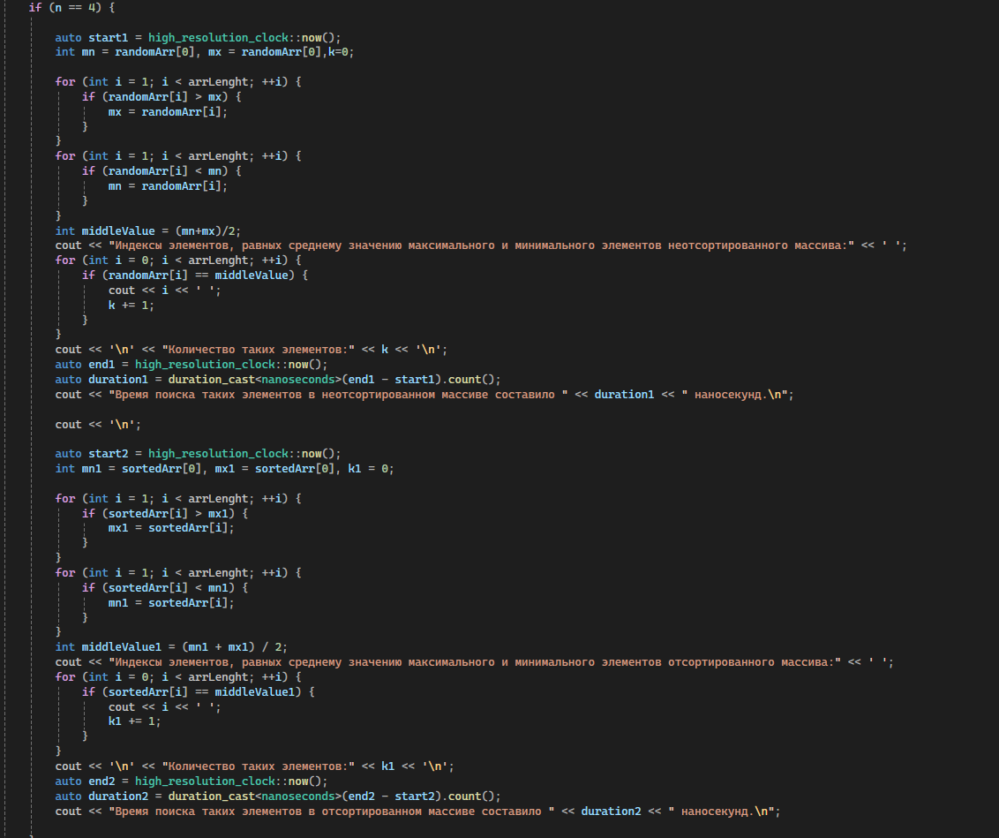 if (n == 4) {
auto start1 = high_resolution_clock::now();
int mn = randomArr[0], mx = randomArr[0],k=0;
for (int i = 1; i < arrLenght; ++i) {
if (randomArr[i] > mx) {
mx = randomArr[i];
}
}
for (int i = 1; i < arrLenght; ++i) {
if (randomArr[i] < mn) {
mn = randomArr[i];
}
}
int middleValue = (mn+mx)/2;
cout << "Индексы элементов, равных среднему значению максимального и минимального элементов неотсортированного массива:" << ' ';
for (int i = 0; i < arrLenght; ++i) {
if (randomArr[i] == middleValue) {
cout << i << ' ';
k += 1;
}
}
cout << '\n' << "Количество таких элементов:" << k << '\n';
auto end1 = high_resolution_clock::now();
auto duration1 = duration_cast<nanoseconds>(end1 - start1).count();
cout << "Время поиска таких элементов в неотсортированном массиве составило " << duration1 << " наносекунд.\n";
cout << '\n';
auto start2 = high_resolution_clock::now();
int mn1 = sortedArr[0], mx1 = sortedArr[0], k1 = 0;
for (int i = 1; i < arrLenght; ++i) {
if (sortedArr[i] > mx1) {
mx1 = sortedArr[i];
}
}
for (int i = 1; i < arrLenght; ++i) {
if (sortedArr[i] < mn1) {
mn1 = sortedArr[i];
}
}
int middleValue1 = (mn1 + mx1) / 2;
cout << "Индексы элементов, равных среднему значению максимального и минимального элементов отсортированного массива:" << ' ';
for (int i = 0; i < arrLenght; ++i) {
if (sortedArr[i] == middleValue1) {
cout << i << ' ';
k1 += 1;
}
}
cout << '\n' << "Количество таких элементов:" << k1 << '\n';
auto end2 = high_resolution_clock::now();
auto duration2 = duration_cast<nanoseconds>(end2 - start2).count();
cout << "Время поиска таких элементов в отсортированном массиве составило " << duration2 << " наносекунд.\n";